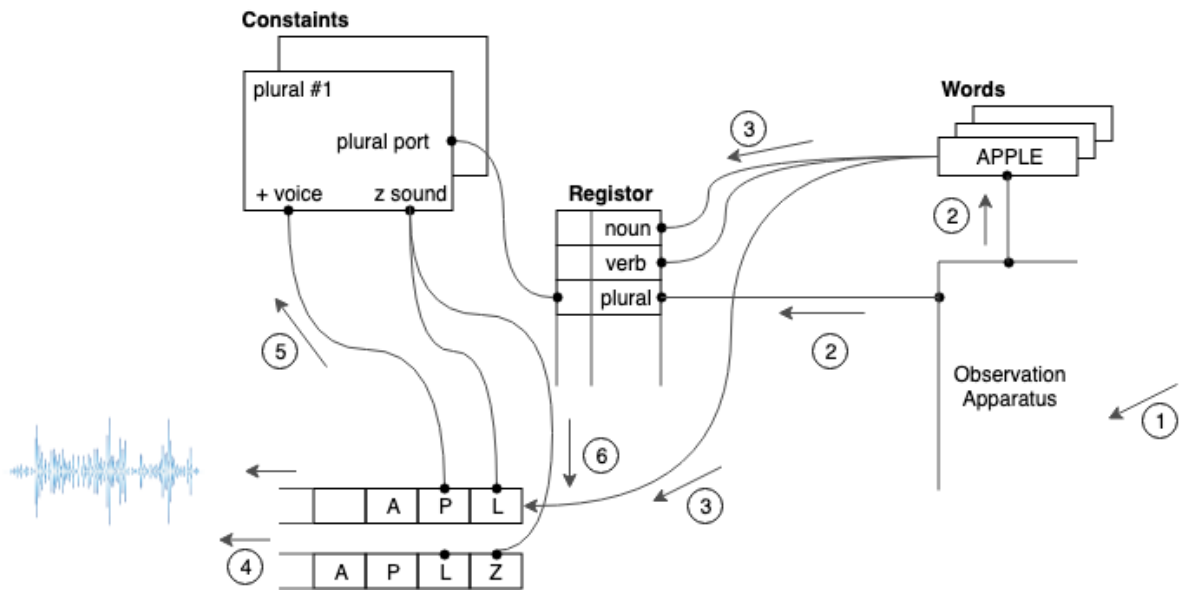 Constaints
plural #1
plural port
+ voice
z sound
Registor
noun
verb
plural
Words
APPLE
3
2
2
Observation
Apparatus
1
5
6
3
A P L
4
A P L Z